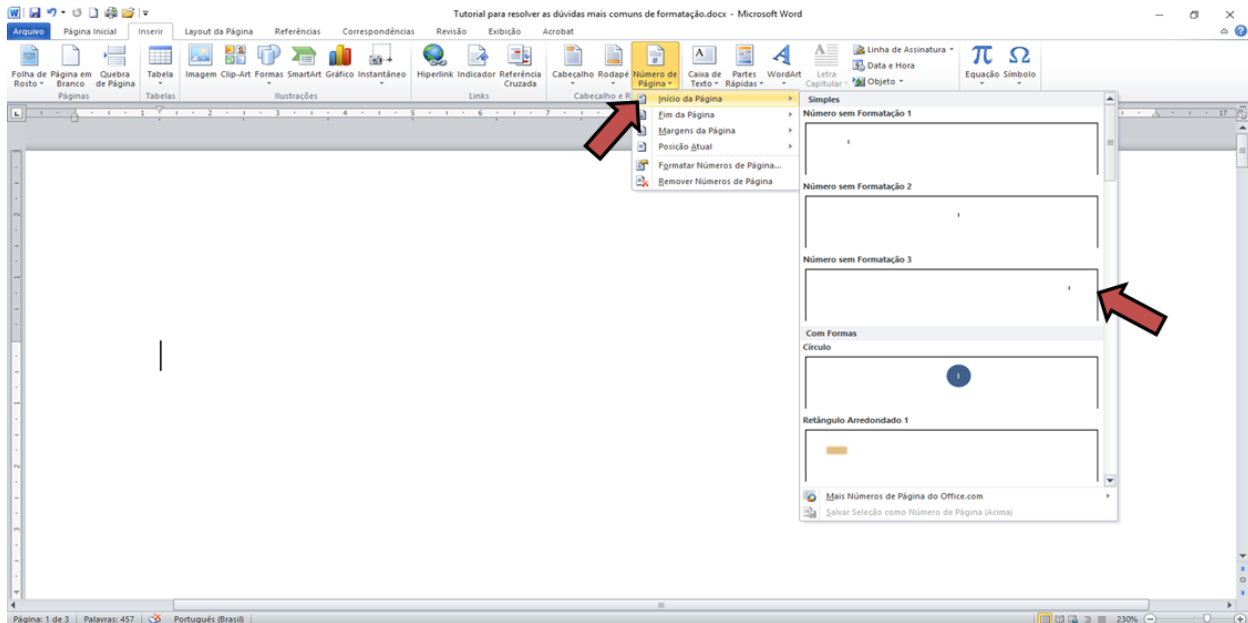 Tutorial para resolver as dúvidas mais comuns de formatação.docx - Microsoft Word
Arquivo Página Inicial Inserir Layout da Página Referências Correspondências Revisão Exibição Acrobat
Folha de Rosto
Página em Branco
Quebra de Página
Tabela
Imagem
Clip-Art
Formas
SmartArt
Gráfico
Instantâneo
Hiperlink
Indicador
Referência Cruzada
Cabeçalho
Rodapé
Número de Página
Caixa de Texto
Partes Rápidas
WordArt
Letra Capitular
Linha de Assinatura
Data e Hora
Objeto
Equação
Símbolo
Páginas
Tabelas
Ilustrações
Links
Cabeçalho e R
Início da Página
Fim da Página
Margens da Página
Posição Atual
Formatar Números de Página...
Remover Números de Página
Simples
Número sem Formatação 1
Número sem Formatação 2
Número sem Formatação 3
Com Formas
Círculo
Retângulo Arredondado 1
Mais Números de Página do Office.com
Salvar Seleção como Número de Página (Acima)
Página: 1 de 3 Palavras: 457 Português (Brasil) 230%